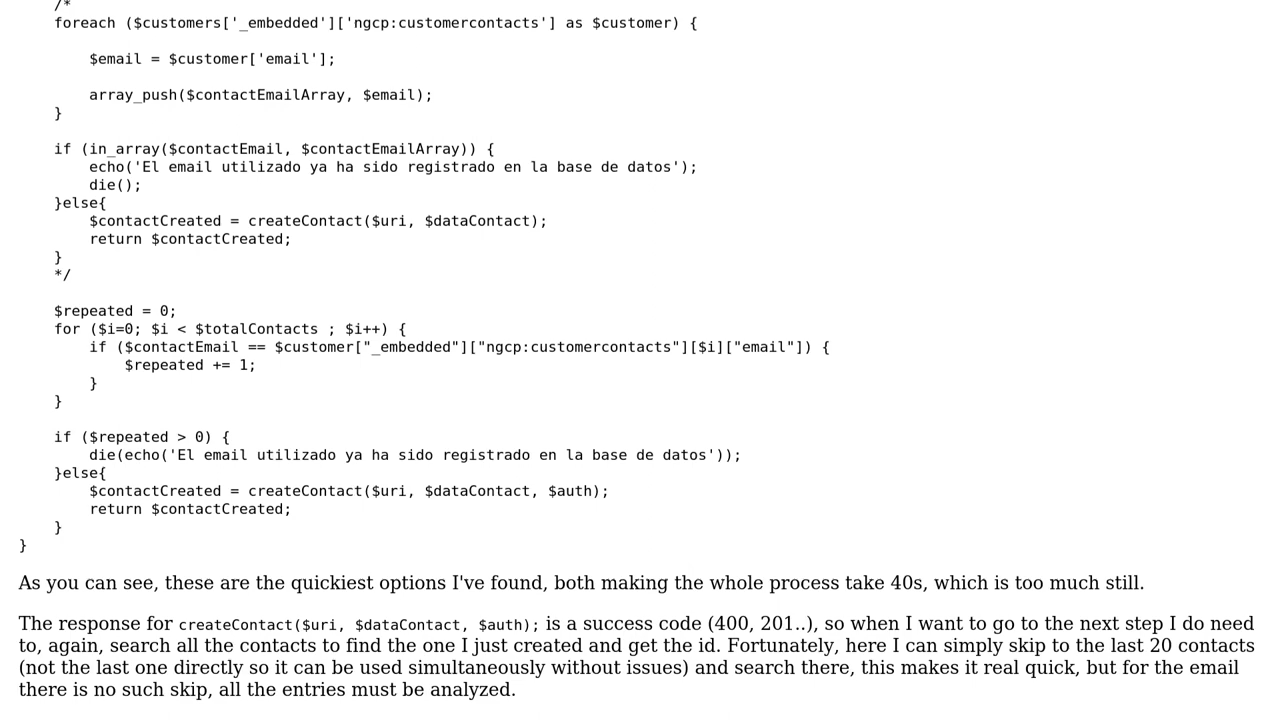 /*
foreach ($customers['_embedded']['ngcp:customercontacts'] as $customer) {
$email = $customer['email'];
array_push($contactEmailArray, $email);
}
if (in_array($contactEmail, $contactEmailArray)) {
echo('El email utilizado ya ha sido registrado en la base de datos');
die();
}else{
$contactCreated = createContact($uri, $dataContact);
return $contactCreated;
}
*/
$repeated = 0;
for ($i=0; $i < $totalContacts ; $i++) {
if ($contactEmail == $customer["_embedded"]["ngcp:customercontacts"][$i]["email"]) {
$repeated += 1;
}
}
if ($repeated > 0) {
die(echo('El email utilizado ya ha sido registrado en la base de datos'));
}else{
$contactCreated = createContact($uri, $dataContact, $auth);
return $contactCreated;
}
}
As you can see, these are the quickiest options I've found, both making the whole process take 40s, which is too much still.
The response for createContact($uri, $dataContact, $auth); is a success code (400, 201..), so when I want to go to the next step I do need
to, again, search all the contacts to find the one I just created and get the id. Fortunately, here I can simply skip to the last 20 contacts
(not the last one directly so it can be used simultaneously without issues) and search there, this makes it real quick, but for the email
there is no such skip, all the entries must be analyzed.